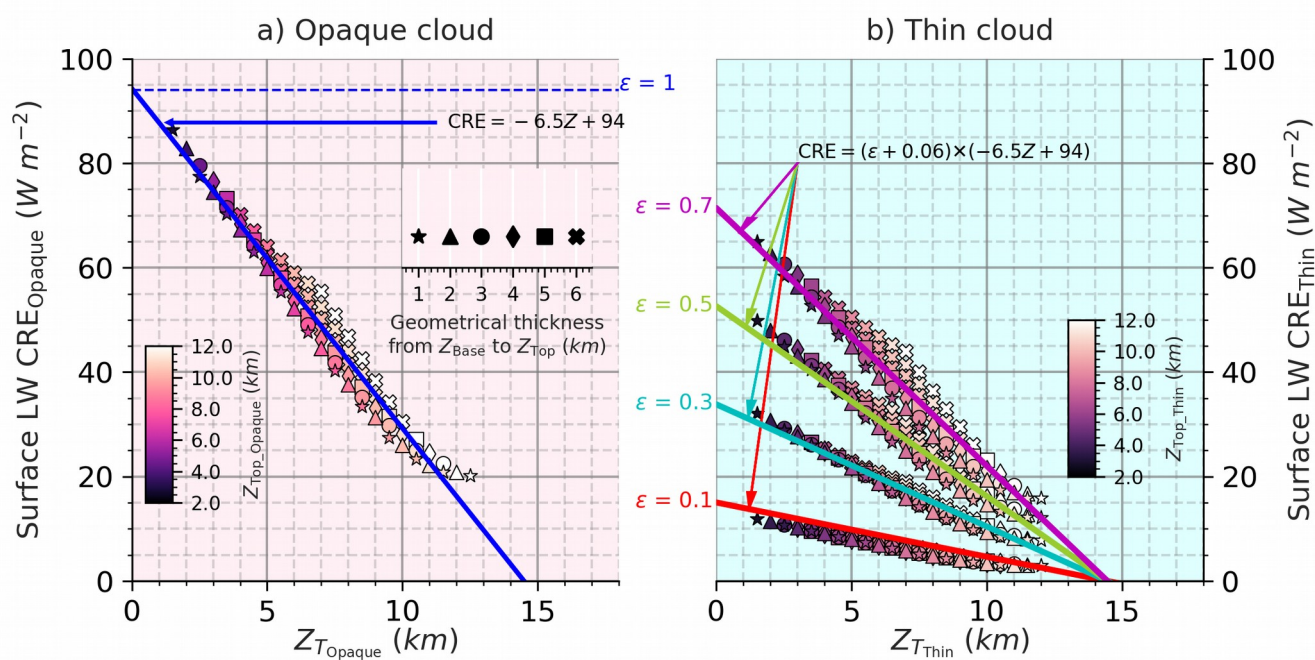 a) Opaque cloud
100
80
60
40
20
0
Surface LW CRE_Opaque (W m⁻²)
ε = 1
CRE = − 6.5Z + 94
1 2 3 4 5 6
Geometrical thickness
from Z_Base to Z_Top (km)
12.0
10.0
8.0
6.0
4.0
2.0
Z_Top_Opaque (km)
0 5 10 15
Z_T_Opaque (km)
b) Thin cloud
CRE = (ε + 0.06)×(−6.5Z + 94)
ε = 0.7
ε = 0.5
ε = 0.3
ε = 0.1
12.0
10.0
8.0
6.0
4.0
2.0
Z_Top_Thin (km)
100
80
60
40
20
0
Surface LW CRE_Thin (W m⁻²)
0 5 10 15
Z_T_Thin (km)